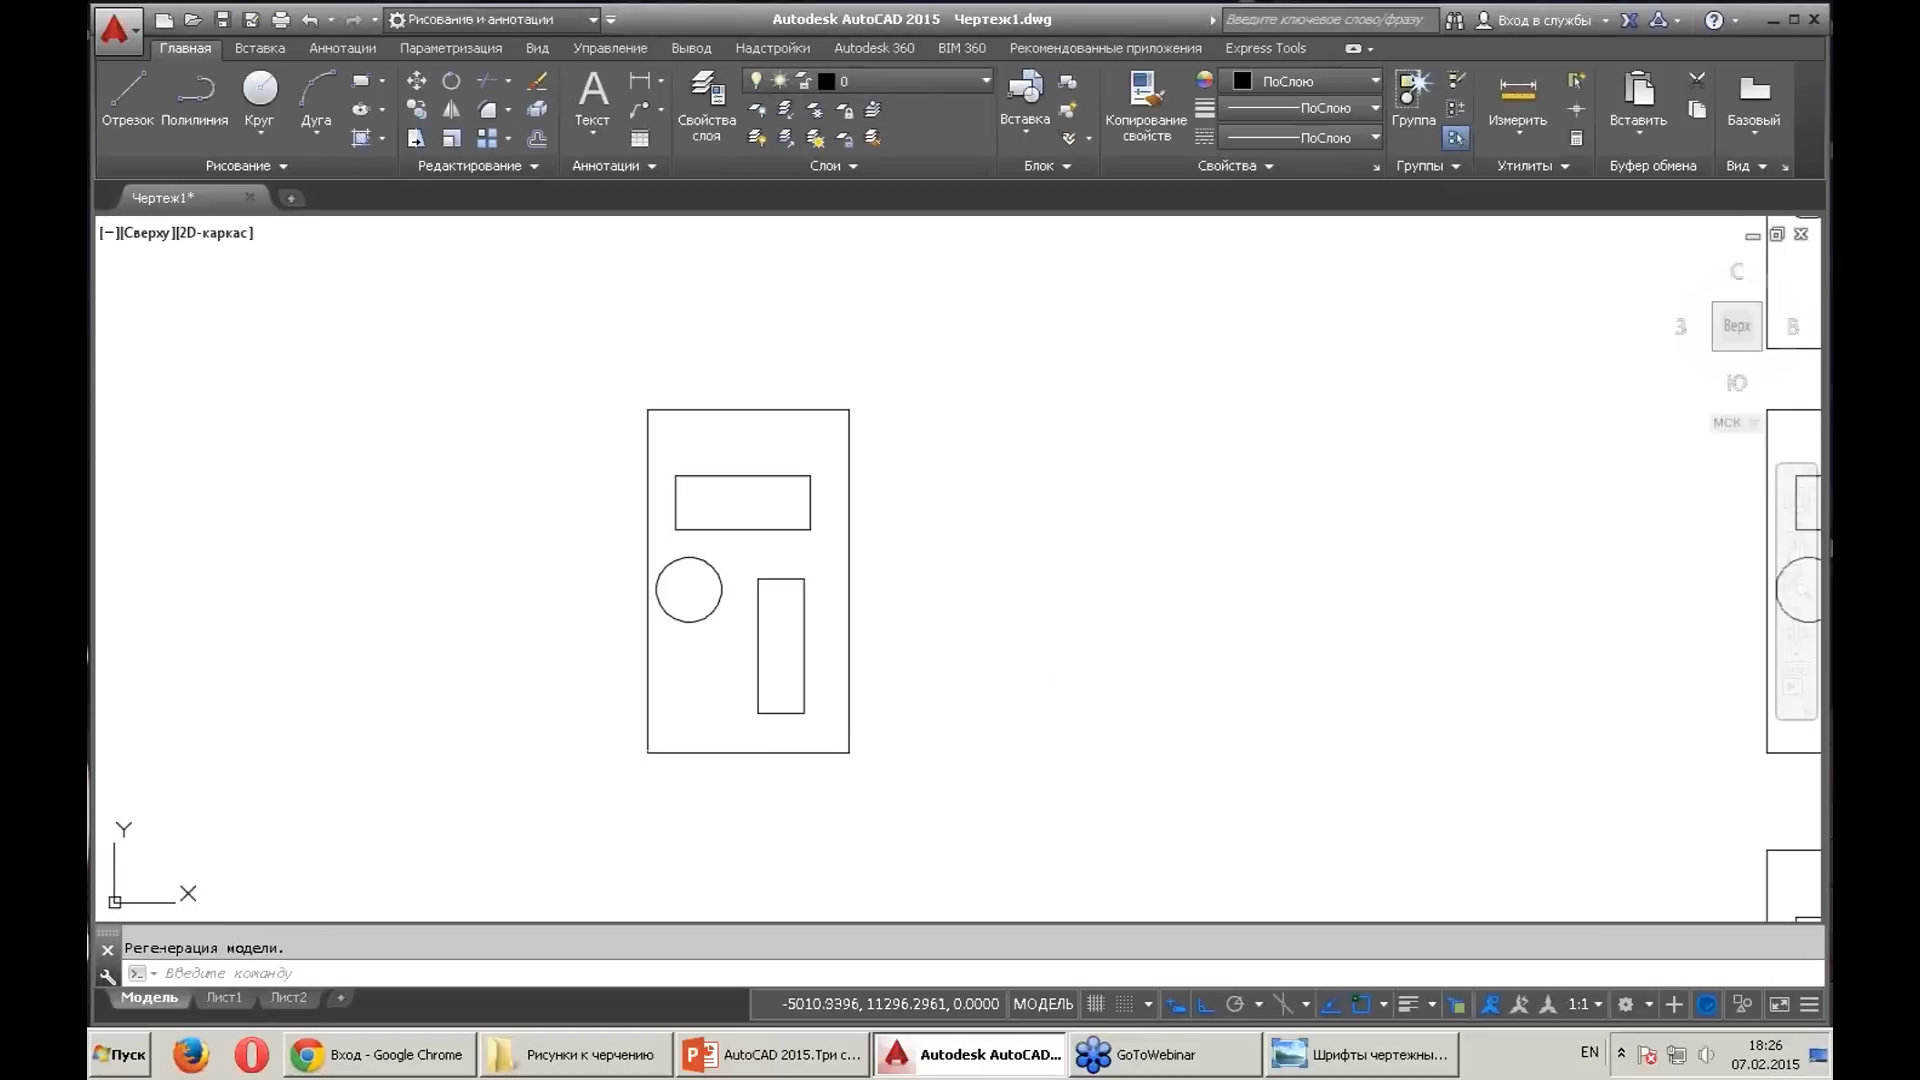 Рисование и аннотации
Autodesk AutoCAD 2015 Чертеж1.dwg
Введите ключевое слово/фразу
Вход в службы
Главная Вставка Аннотации Параметризация Вид Управление Вывод Надстройки Autodesk 360 BIM 360 Рекомендованные приложения Express Tools
Отрезок Полилиния Круг Дуга
Текст
Свойства слоя
0
Вставка
Копирование свойств
ПоСлою
ПоСлою
ПоСлою
Группа
Измерить
Вставить
Базовый
Рисование Редактирование Аннотации Слои Блок Свойства Группы Утилиты Буфер обмена Вид
Чертеж1*
[−][Сверху][2D-каркас]
С
З Верх В
Ю
МСК
Y
X
Регенерация модели.
Введите команду
Модель Лист1 Лист2
-5010.3396, 11296.2961, 0.0000 МОДЕЛЬ 1:1
Пуск
Вход - Google Chrome
Рисунки к черчению
AutoCAD 2015.Три с...
Autodesk AutoCAD...
GoToWebinar
Шрифты чертежны...
EN
18:26
07.02.2015